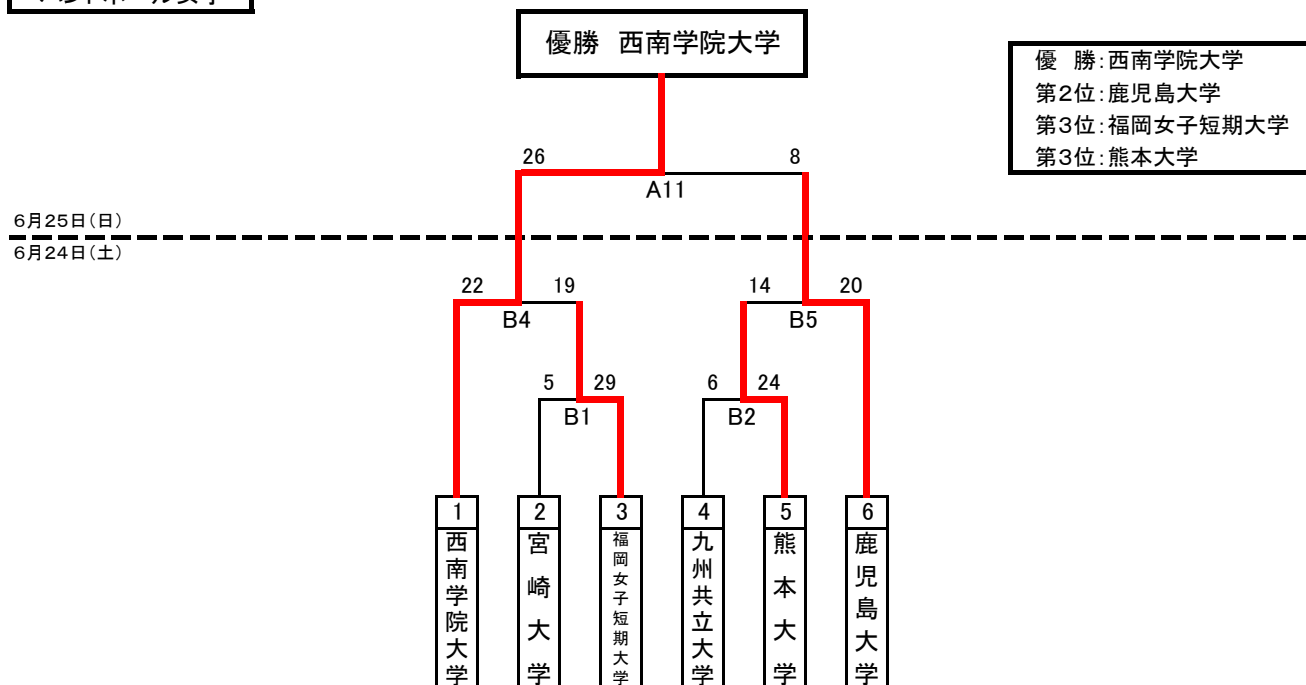 優勝 西南学院大学
優 勝:西南学院大学
第2位:鹿児島大学
第3位:福岡女子短期大学
第3位:熊本大学
26 8
A11
6月25日(日)
6月24日(土)
22 19 14 20
B4 B5
5 29 6 24
B1 B2
1 2 3 4 5 6
西南学院大学
宮崎大学
福岡女子短期大学
九州共立大学
熊本大学
鹿児島大学